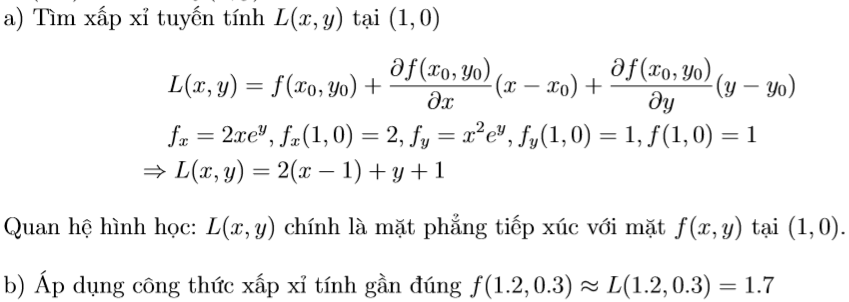 a) Tìm xấp xỉ tuyến tính L(x, y) tại (1, 0)
L(x, y) = f(x₀, y₀) + ∂f(x₀, y₀)/∂x (x − x₀) + ∂f(x₀, y₀)/∂y (y − y₀)
fₓ = 2xeʸ, fₓ(1, 0) = 2, f_y = x²eʸ, f_y(1, 0) = 1, f(1, 0) = 1
⇒ L(x, y) = 2(x − 1) + y + 1
Quan hệ hình học: L(x, y) chính là mặt phẳng tiếp xúc với mặt f(x, y) tại (1, 0).
b) Áp dụng công thức xấp xỉ tính gần đúng f(1.2, 0.3) ≈ L(1.2, 0.3) = 1.7